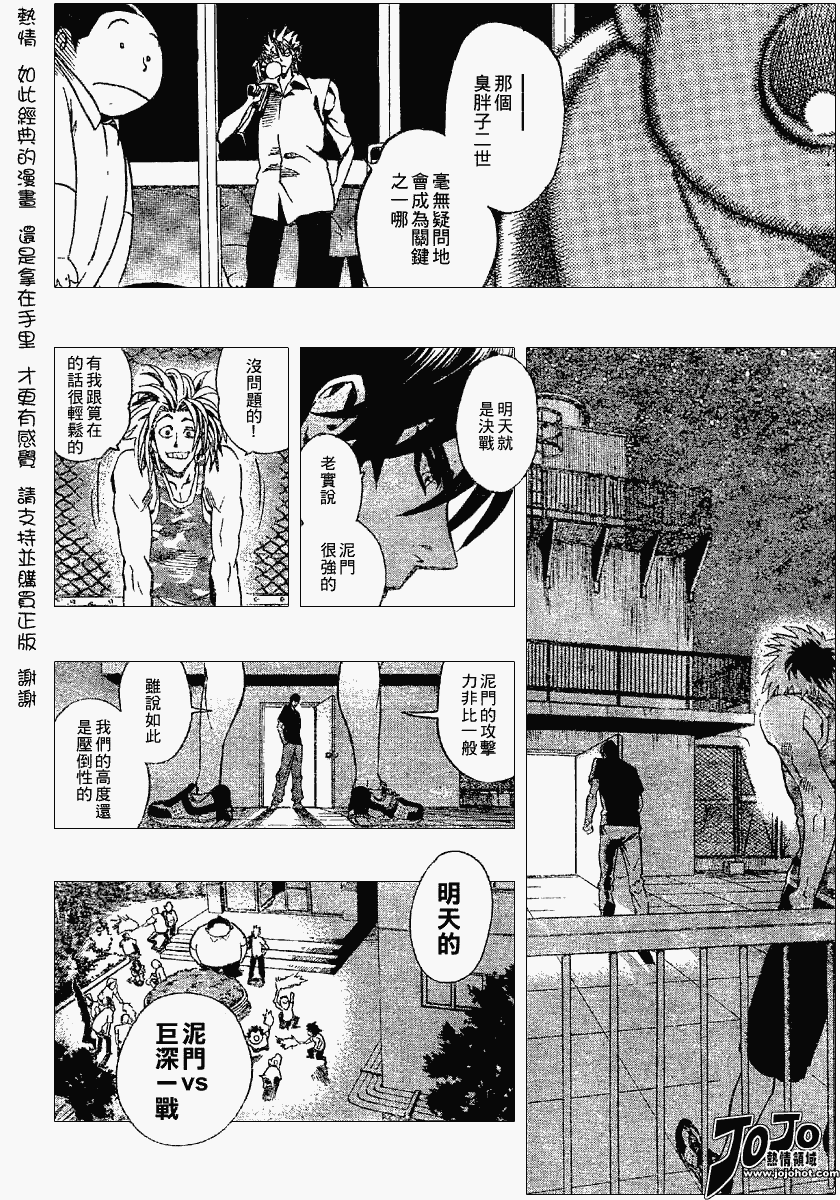 那個
臭胖子二世
毫無疑問地
會成為關鍵
之一哪
明天就
是決戰
老實說
泥門
很強的
沒問題的！
有我跟筧在
的話很輕鬆的
泥門的攻擊
力非比一般
雖說如此
我們的高度還
是壓倒性的
明天的
泥門vs
巨深一戰
熱情 如此經典的漫畫 還是拿在手里 才更有感覺 請支持並購買正版 謝謝
JOJO
熱情領域
www.jojohot.com